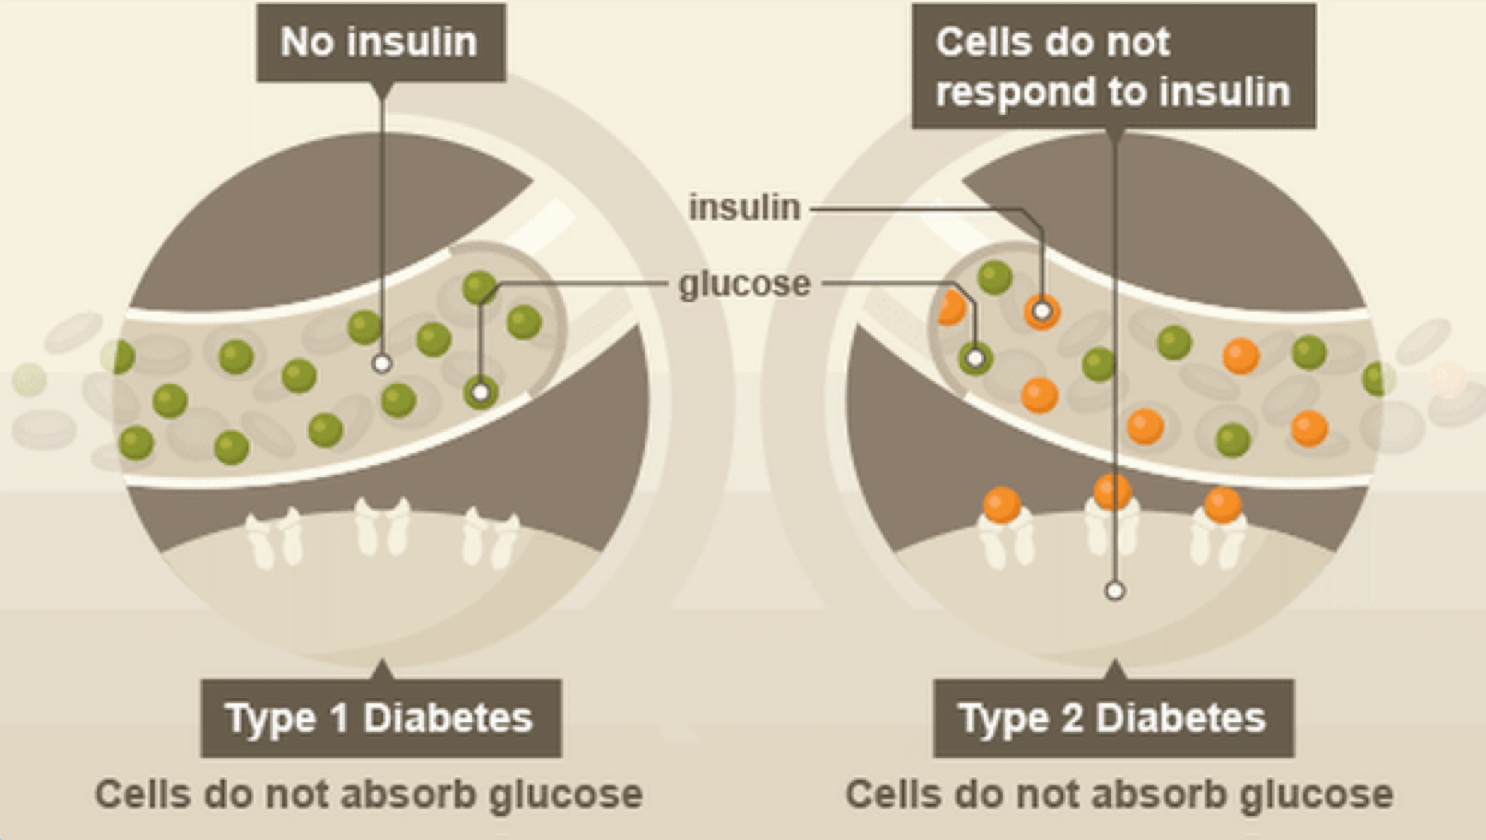 No insulin
Cells do not
respond to insulin
insulin
glucose
Type 1 Diabetes
Type 2 Diabetes
Cells do not absorb glucose
Cells do not absorb glucose